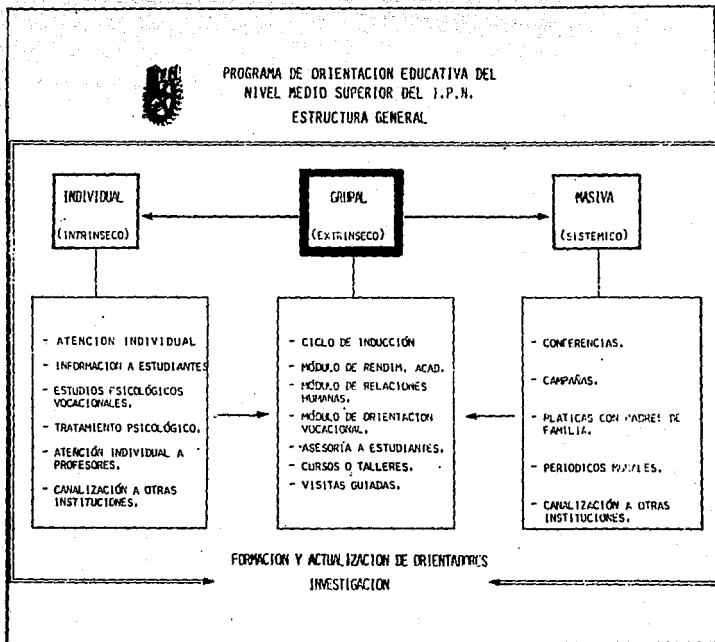 PROGRAMA DE ORIENTACION EDUCATIVA DEL
NIVEL MEDIO SUPERIOR DEL I.P.N.
ESTRUCTURA GENERAL
INDIVIDUAL
(INTRINSECO)
GRUPAL
(EXTRINSECO)
MASIVA
(SISTÉMICO)
- ATENCION INDIVIDUAL
- INFORMACION A ESTUDIANTES
- ESTUDIOS PSICOLÓGICOS
VOCACIONALES.
- TRATAMIENTO PSICOLÓGICO.
- ATENCIÓN INDIVIDUAL A
PROFESORES.
- CANALIZACIÓN A OTRAS
INSTITUCIONES.
- CICLO DE INDUCCIÓN
- MÓDULO DE RENDIM. ACAD.
- MÓDULO DE RELACIONES
HUMANAS.
- MÓDULO DE ORIENTACION
VOCACIONAL.
- ASESORÍA A ESTUDIANTES.
- CURSOS O TALLERES.
- VISITAS GUIADAS.
- CONFERENCIAS.
- CAMPAÑAS.
- PLATICAS CON PADRES DE
FAMILIA.
- PERIODICOS MURALES.
- CANALIZACIÓN A OTRAS
INSTITUCIONES.
FORMACION Y ACTUALIZACION DE ORIENTADORES
INVESTIGACION